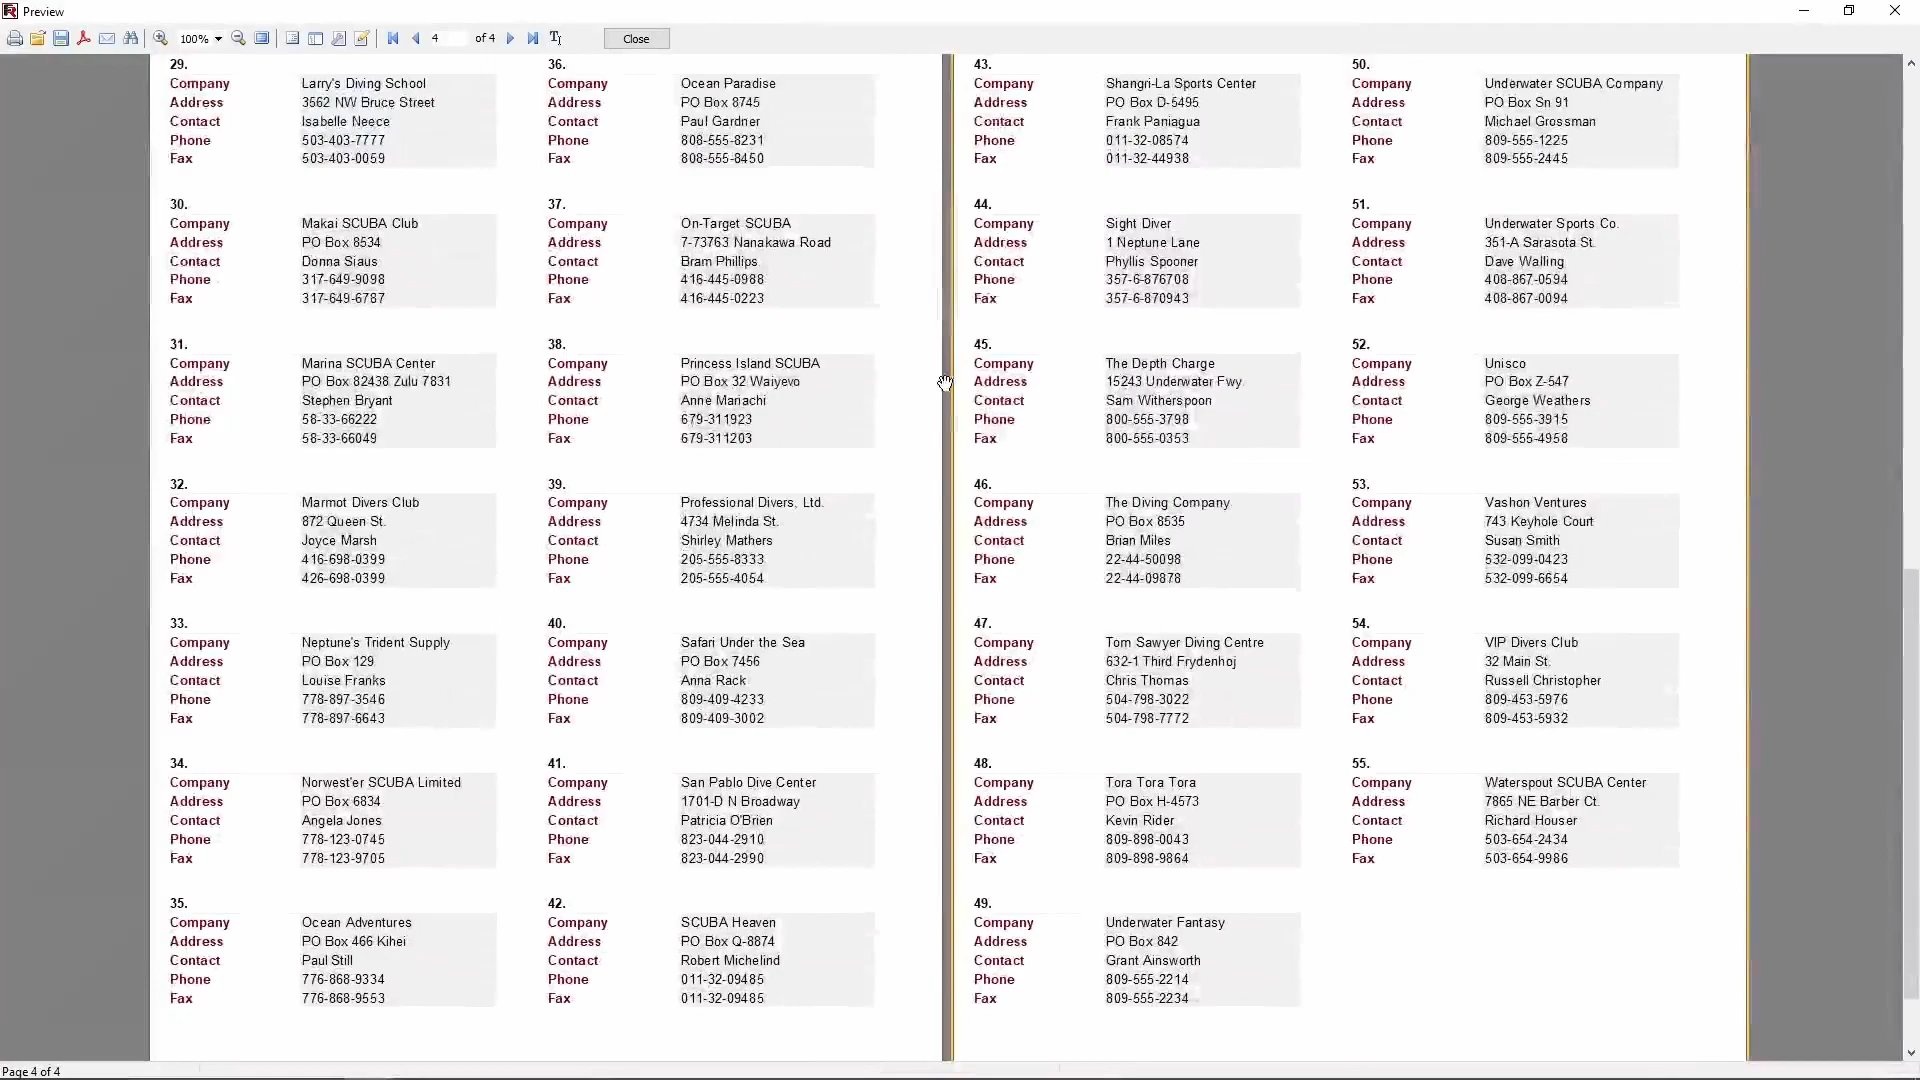 Preview
100%
4 of 4
Close
29.
Company Larry's Diving School
Address 3562 NW Bruce Street
Contact Isabelle Neece
Phone 503-403-7777
Fax 503-403-0059
30.
Company Makai SCUBA Club
Address PO Box 8534
Contact Donna Siaus
Phone 317-649-9098
Fax 317-649-6787
31.
Company Marina SCUBA Center
Address PO Box 82438 Zulu 7831
Contact Stephen Bryant
Phone 58-33-66222
Fax 58-33-66049
32.
Company Marmot Divers Club
Address 872 Queen St.
Contact Joyce Marsh
Phone 416-698-0399
Fax 426-698-0399
33.
Company Neptune's Trident Supply
Address PO Box 129
Contact Louise Franks
Phone 778-897-3546
Fax 778-897-6643
34.
Company Norwest'er SCUBA Limited
Address PO Box 6834
Contact Angela Jones
Phone 778-123-0745
Fax 778-123-9705
35.
Company Ocean Adventures
Address PO Box 466 Kihei
Contact Paul Still
Phone 776-868-9334
Fax 776-868-9553
36.
Company Ocean Paradise
Address PO Box 8745
Contact Paul Gardner
Phone 808-555-8231
Fax 808-555-8450
37.
Company On-Target SCUBA
Address 7-73763 Nanakawa Road
Contact Bram Phillips
Phone 416-445-0988
Fax 416-445-0223
38.
Company Princess Island SCUBA
Address PO Box 32 Waiyevo
Contact Anne Mariachi
Phone 679-311923
Fax 679-311203
39.
Company Professional Divers, Ltd.
Address 4734 Melinda St.
Contact Shirley Mathers
Phone 205-555-8333
Fax 205-555-4054
40.
Company Safari Under the Sea
Address PO Box 7456
Contact Anna Rack
Phone 809-409-4233
Fax 809-409-3002
41.
Company San Pablo Dive Center
Address 1701-D N Broadway
Contact Patricia O'Brien
Phone 823-044-2910
Fax 823-044-2990
42.
Company SCUBA Heaven
Address PO Box Q-8874
Contact Robert Michelind
Phone 011-32-09485
Fax 011-32-09485
43.
Company Shangri-La Sports Center
Address PO Box D-5495
Contact Frank Paniagua
Phone 011-32-08574
Fax 011-32-44938
44.
Company Sight Diver
Address 1 Neptune Lane
Contact Phyllis Spooner
Phone 357-6-876708
Fax 357-6-870943
45.
Company The Depth Charge
Address 15243 Underwater Fwy.
Contact Sam Witherspoon
Phone 800-555-3798
Fax 800-555-0353
46.
Company The Diving Company
Address PO Box 8535
Contact Brian Miles
Phone 22-44-50098
Fax 22-44-09878
47.
Company Tom Sawyer Diving Centre
Address 632-1 Third Frydenhoj
Contact Chris Thomas
Phone 504-798-3022
Fax 504-798-7772
48.
Company Tora Tora Tora
Address PO Box H-4573
Contact Kevin Rider
Phone 809-898-0043
Fax 809-898-9864
49.
Company Underwater Fantasy
Address PO Box 842
Contact Grant Ainsworth
Phone 809-555-2214
Fax 809-555-2234
50.
Company Underwater SCUBA Company
Address PO Box Sn 91
Contact Michael Grossman
Phone 809-555-1225
Fax 809-555-2445
51.
Company Underwater Sports Co.
Address 351-A Sarasota St.
Contact Dave Walling
Phone 408-867-0594
Fax 408-867-0094
52.
Company Unisco
Address PO Box Z-547
Contact George Weathers
Phone 809-555-3915
Fax 809-555-4958
53.
Company Vashon Ventures
Address 743 Keyhole Court
Contact Susan Smith
Phone 532-099-0423
Fax 532-099-6654
54.
Company VIP Divers Club
Address 32 Main St.
Contact Russell Christopher
Phone 809-453-5976
Fax 809-453-5932
55.
Company Waterspout SCUBA Center
Address 7865 NE Barber Ct.
Contact Richard Houser
Phone 503-654-2434
Fax 503-654-9986
Page 4 of 4